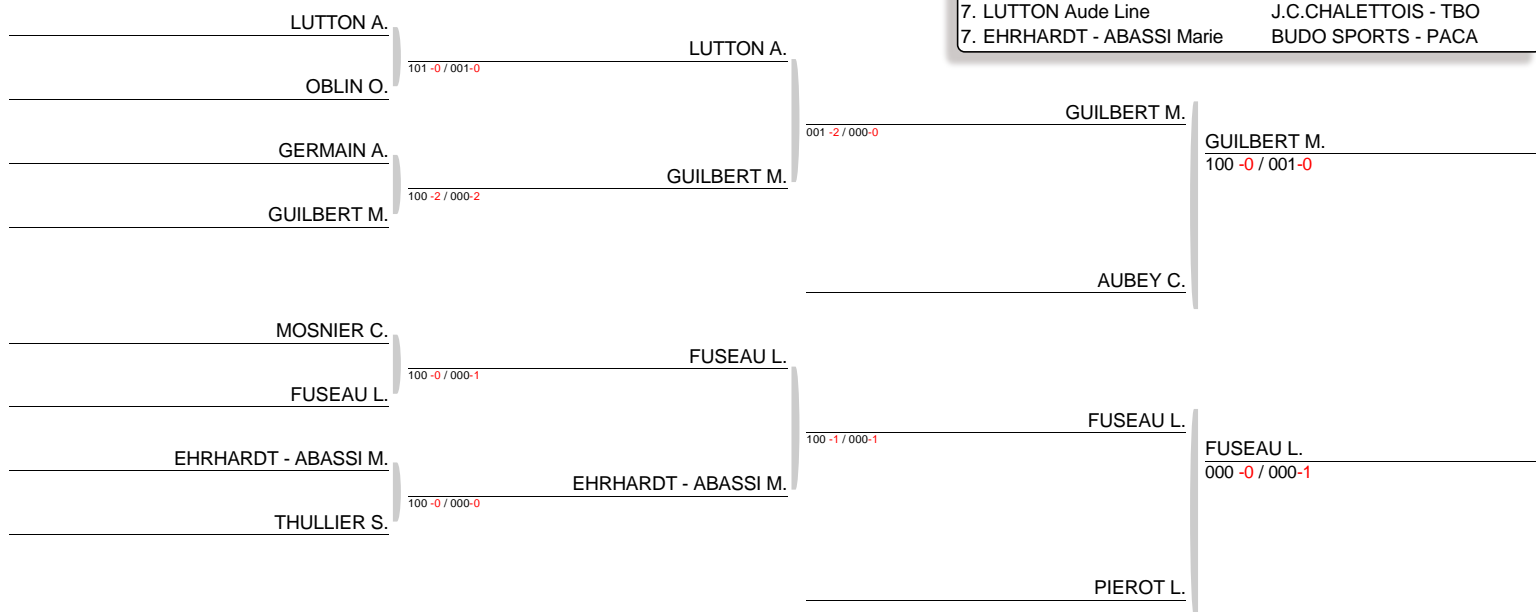 7. LUTTON Aude Line J.C.CHALETTOIS - TBO
7. EHRHARDT - ABASSI Marie BUDO SPORTS - PACA
LUTTON A.
OBLIN O.
GERMAIN A.
GUILBERT M.
MOSNIER C.
FUSEAU L.
EHRHARDT - ABASSI M.
THULLIER S.
LUTTON A.
101 -0 / 001-0
GUILBERT M.
100 -2 / 000-2
FUSEAU L.
100 -0 / 000-1
EHRHARDT - ABASSI M.
100 -0 / 000-0
GUILBERT M.
001 -2 / 000-0
AUBEY C.
FUSEAU L.
100 -1 / 000-1
PIEROT L.
GUILBERT M.
100 -0 / 001-0
FUSEAU L.
000 -0 / 000-1